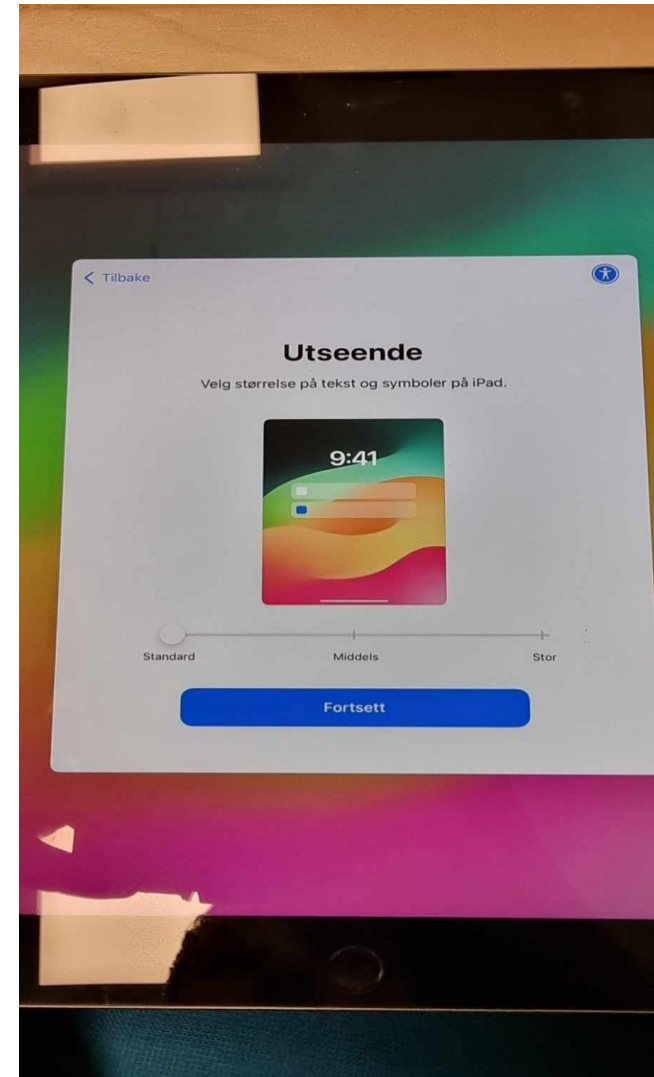 Tilbake
Utseende
Velg størrelse på tekst og symboler på iPad.
9:41
Standard
Middels
Stor
Fortsett